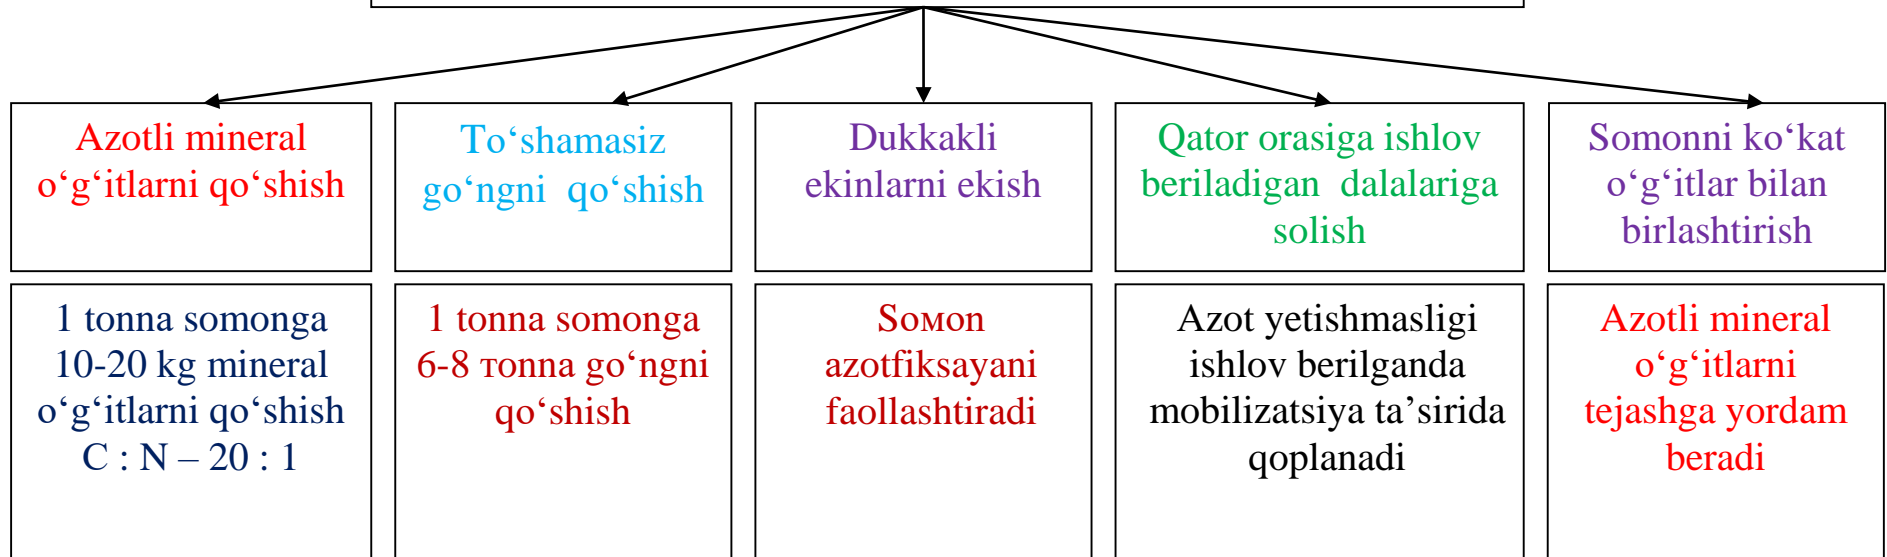 Azotli mineral
o‘g‘itlarni qo‘shish
To‘shamasiz
go‘ngni qo‘shish
Dukkakli
ekinlarni ekish
Qator orasiga ishlov
beriladigan dalalariga
solish
Somonni ko‘kat
o‘g‘itlar bilan
birlashtirish
1 tonna somonga
10-20 kg mineral
o‘g‘itlarni qo‘shish
C : N – 20 : 1
1 tonna somonga
6-8 тonna go‘ngni
qo‘shish
Soмon
azotfiksayani
faollashtiradi
Azot yetishmasligi
ishlov berilganda
mobilizatsiya ta’sirida
qoplanadi
Azotli mineral
o‘g‘itlarni
tejashga yordam
beradi